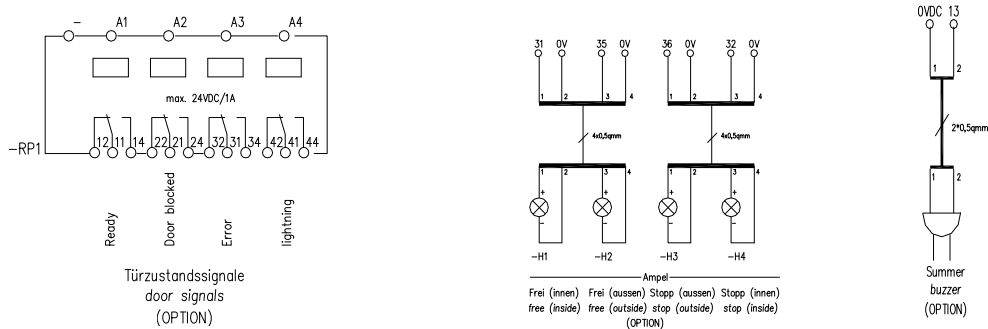 – A1 A2 A3 A4
max. 24VDC/1A
12 11 14 22 21 24 32 31 34 42 41 44
–RP1
Ready
Door blocked
Error
lightning
Türzustandssignale
door signals
(OPTION)
31 0V 35 0V 36 0V 32 0V
1 2 3 4 1 2 3 4
4x0,5qmm 4x0,5qmm
1 2 3 4 1 2 3 4
+ + + +
– – – –
–H1 –H2 –H3 –H4
Ampel
Frei (innen) Frei (aussen) Stopp (aussen) Stopp (innen)
free (inside) free (outside) stop (outside) stop (inside)
(OPTION)
0VDC 13
1 2
2*0,5qmm
1 2
Summer
buzzer
(OPTION)